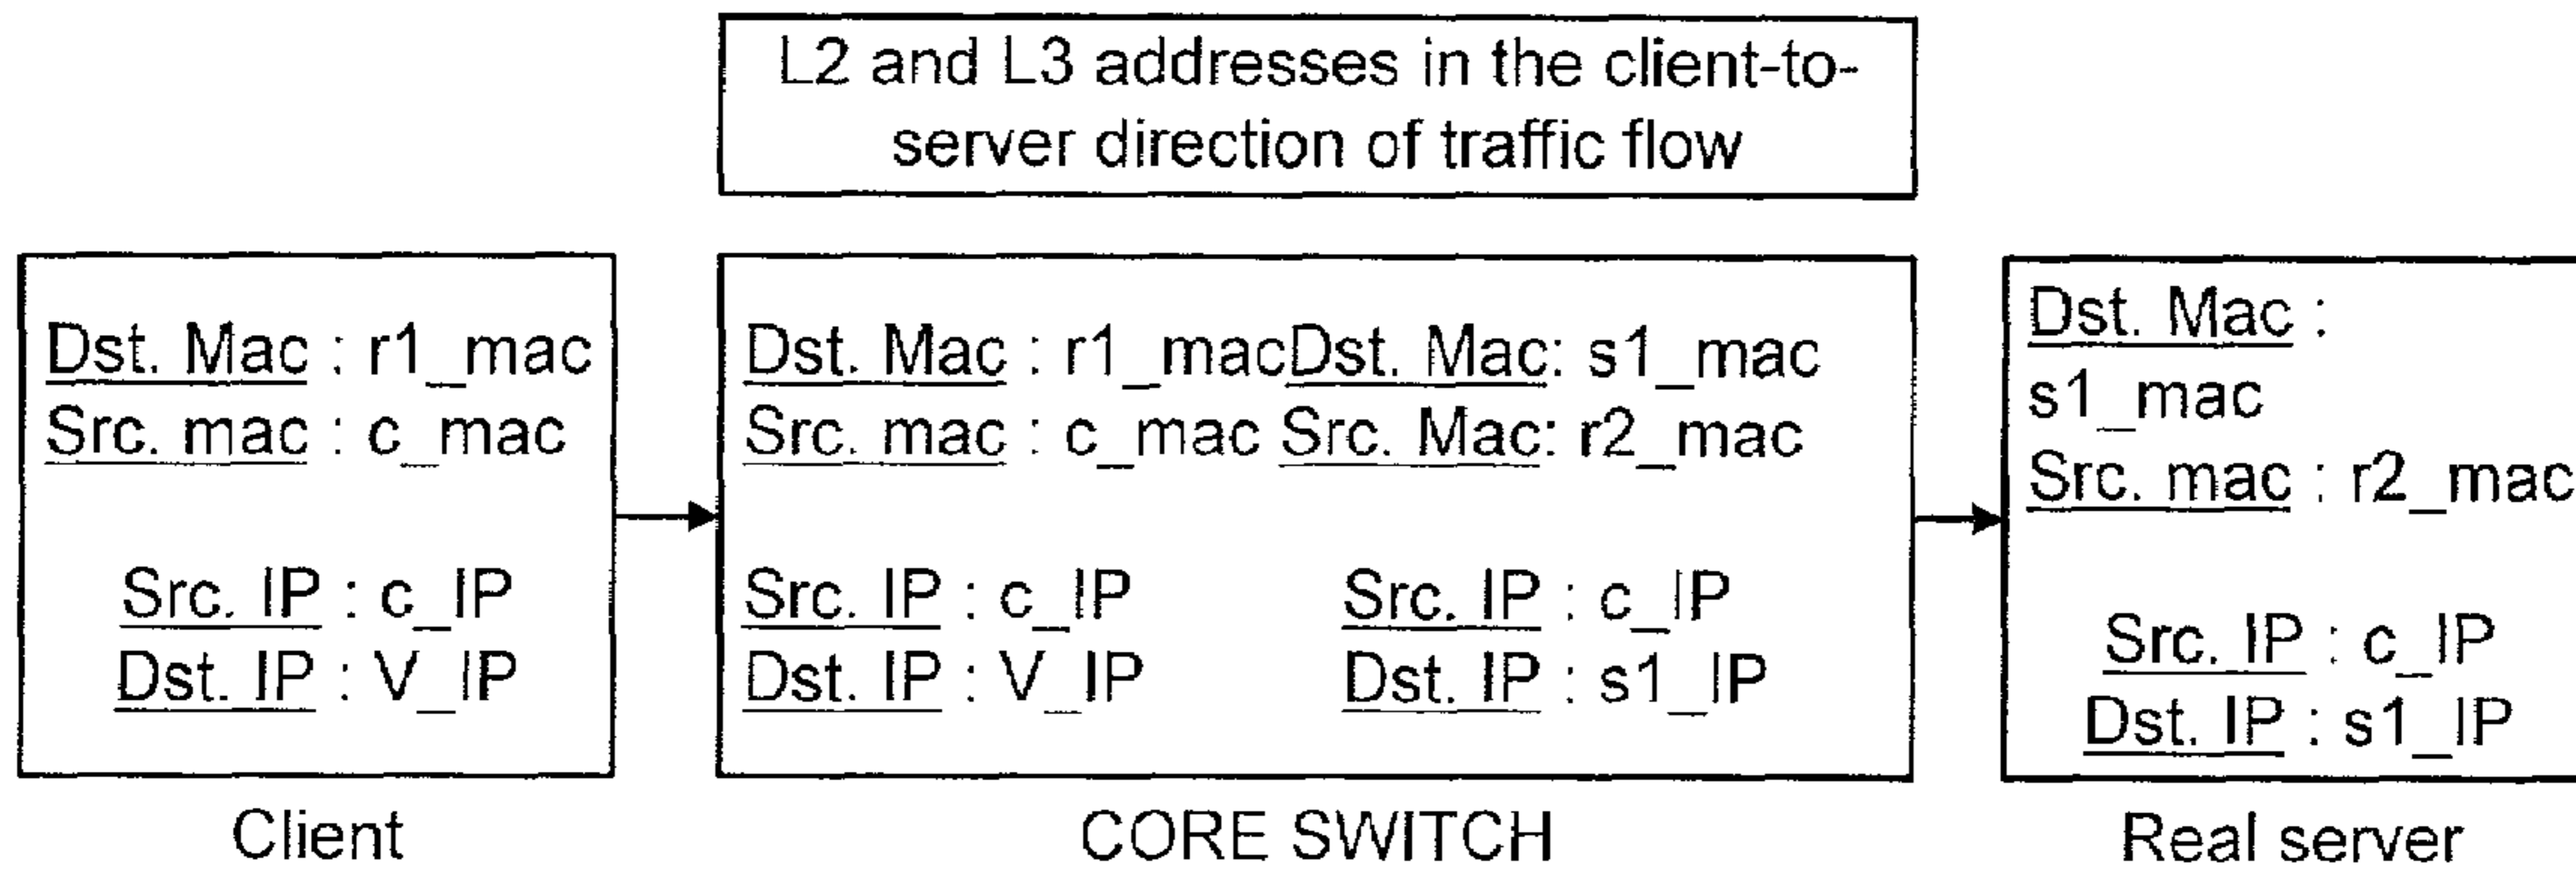 L2 and L3 addresses in the client-to-
server direction of traffic flow
Dst. Mac : r1_mac
Src. mac : c_mac
Src. IP : c_IP
Dst. IP : V_IP
Client
Dst. Mac : r1_macDst. Mac: s1_mac
Src. mac : c_mac Src. Mac: r2_mac
Src. IP : c_IP Src. IP : c_IP
Dst. IP : V_IP Dst. IP : s1_IP
CORE SWITCH
Dst. Mac :
s1_mac
Src. mac : r2_mac
Src. IP : c_IP
Dst. IP : s1_IP
Real server